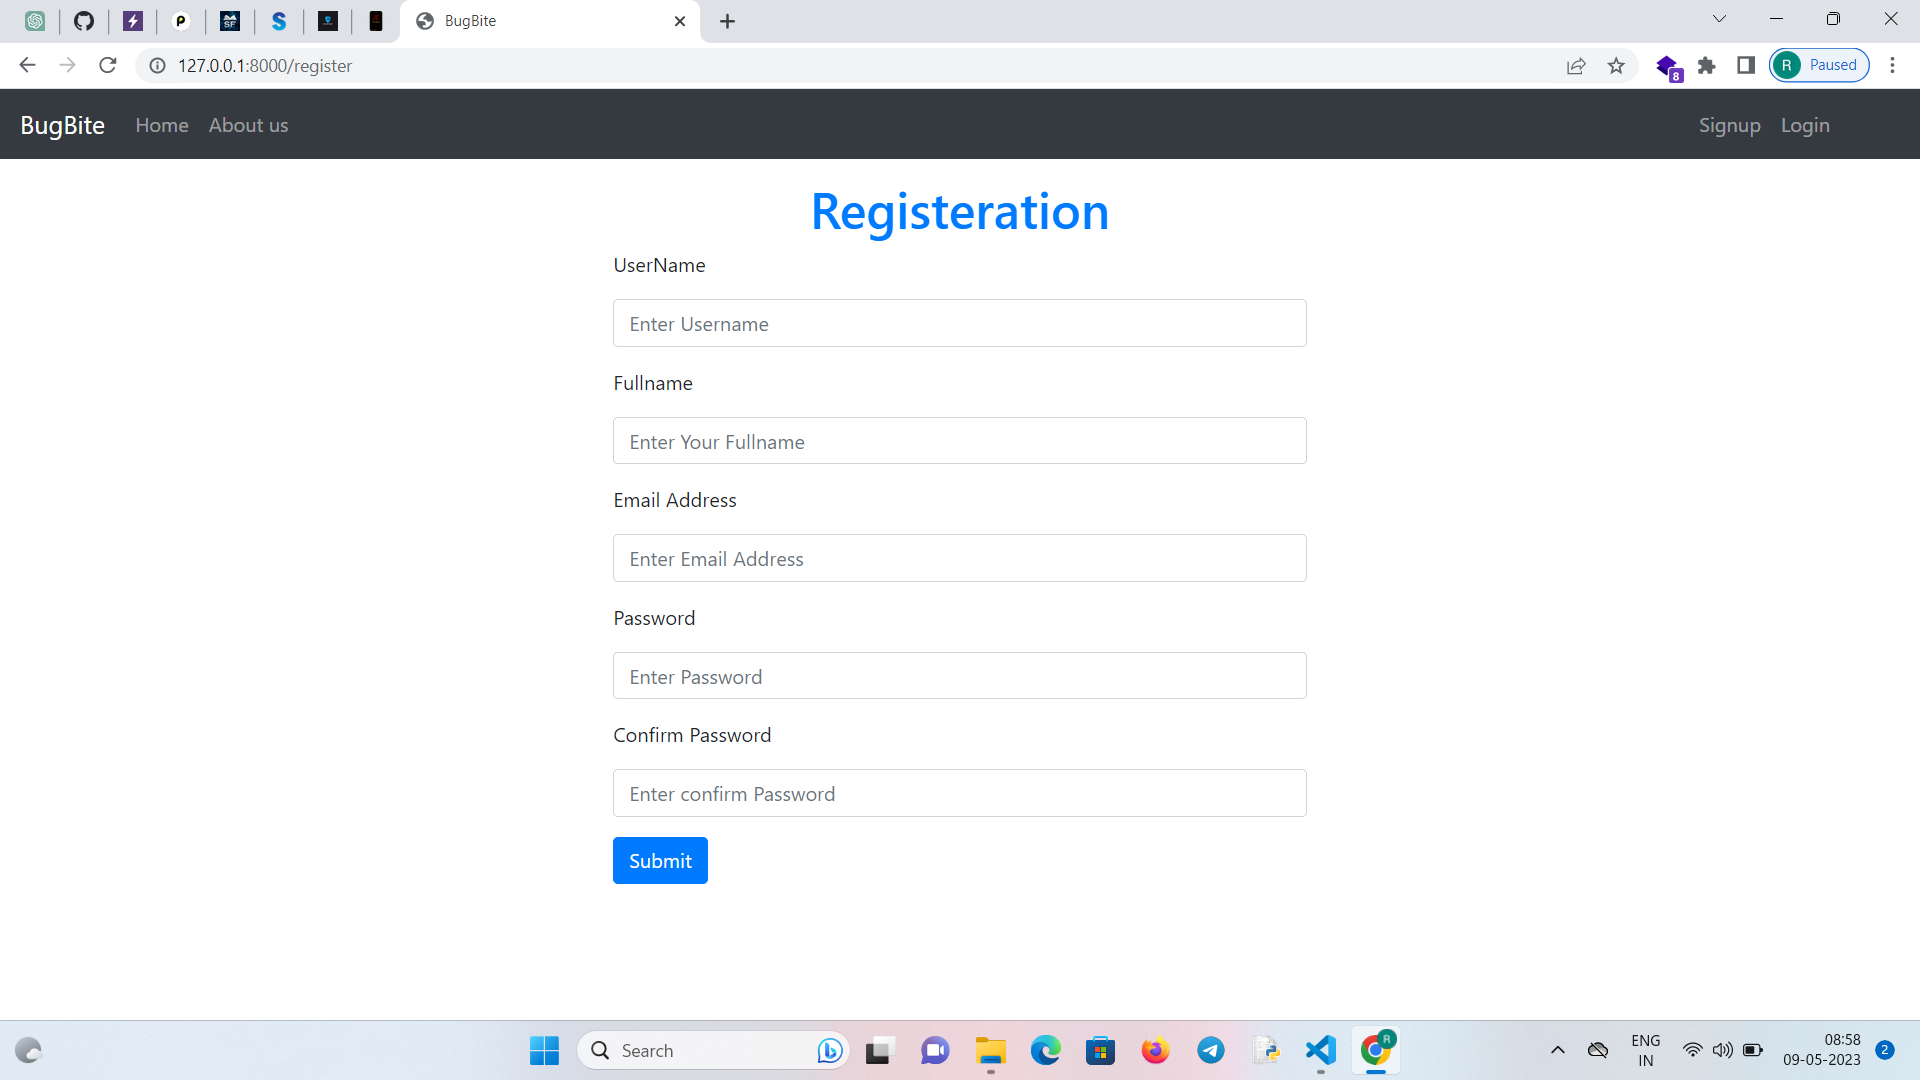 BugBite
127.0.0.1:8000/register
8
R Paused
BugBite Home About us Signup Login
Registeration
UserName
Enter Username
Fullname
Enter Your Fullname
Email Address
Enter Email Address
Password
Enter Password
Confirm Password
Enter confirm Password
Submit
Search
R
ENG
IN
08:58
09-05-2023
2